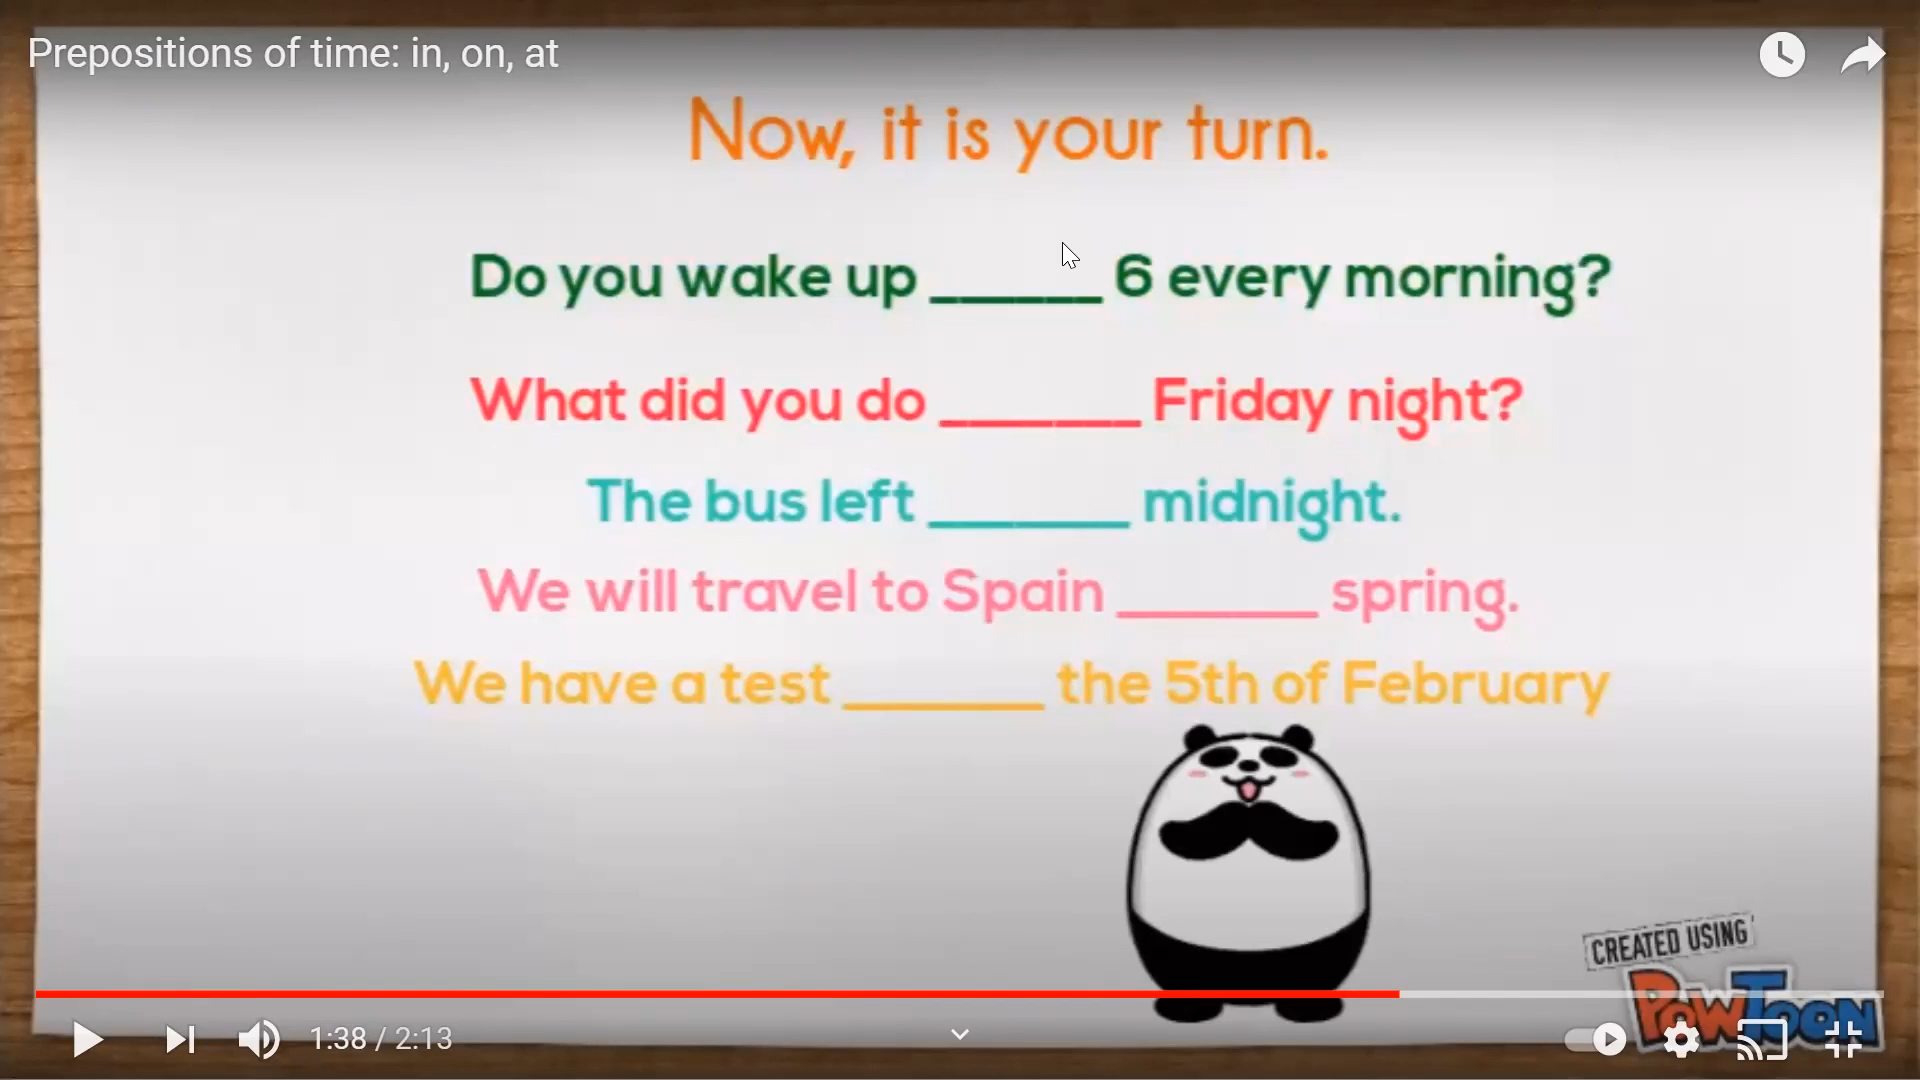 Prepositions of time: in, on, at
Now, it is your turn.
Do you wake up ______ 6 every morning?
What did you do _______ Friday night?
The bus left _______ midnight.
We will travel to Spain _______ spring.
We have a test _______ the 5th of February
CREATED USING
POWTOON
1:38 / 2:13